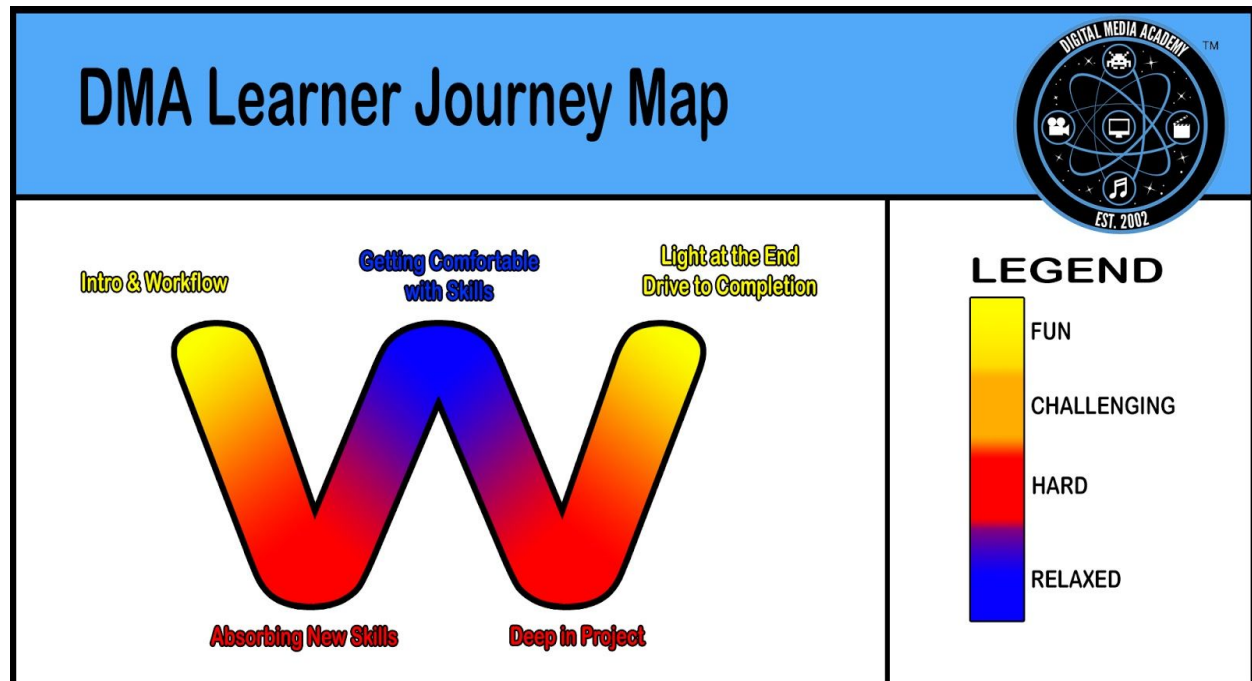 DMA Learner Journey Map
DIGITAL MEDIA ACADEMY
TM
EST. 2002
Intro & Workflow
Getting Comfortable
with Skills
Light at the End
Drive to Completion
Absorbing New Skills
Deep in Project
LEGEND
FUN
CHALLENGING
HARD
RELAXED